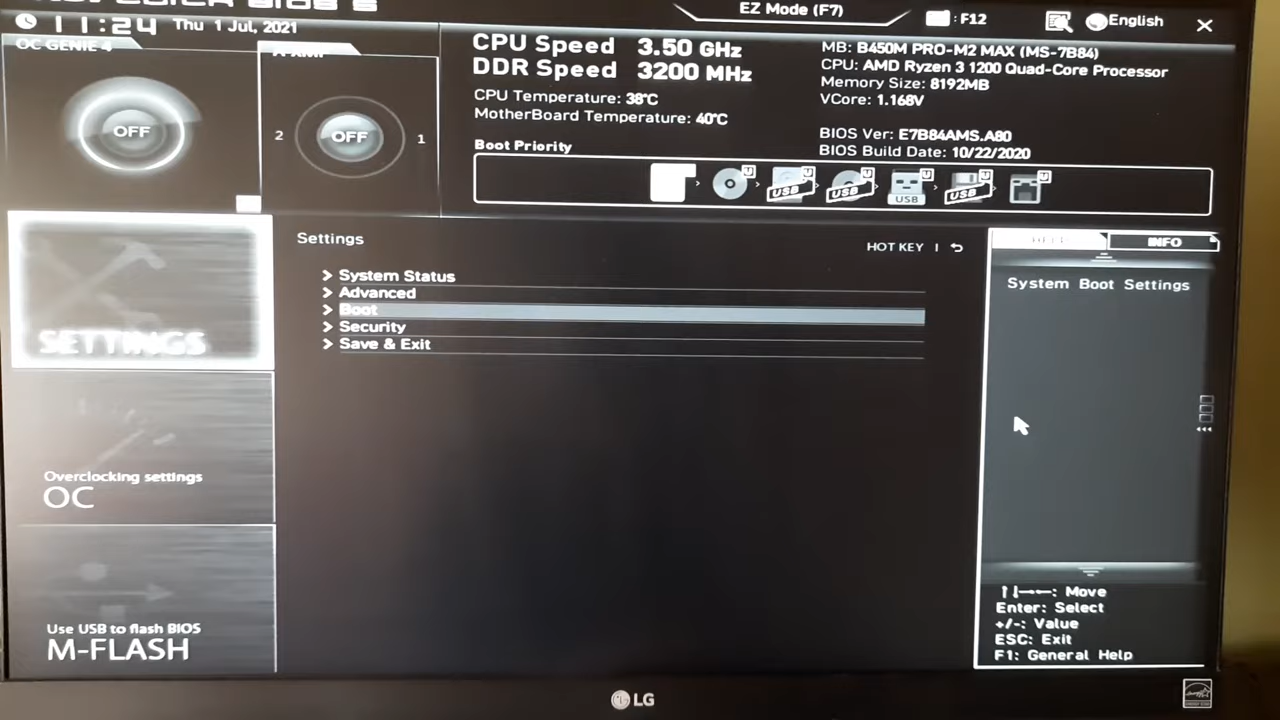 EZ Mode (F7)
: F12
English
11:24 Thu 1 Jul, 2021
OC GENIE 4
OFF
2
OFF
1
CPU Speed 3.50 GHz
DDR Speed 3200 MHz
CPU Temperature: 38°C
MotherBoard Temperature: 40°C
MB: B450M PRO-M2 MAX (MS-7B84)
CPU: AMD Ryzen 3 1200 Quad-Core Processor
Memory Size: 8192MB
VCore: 1.168V
BIOS Ver: E7B84AMS.A80
BIOS Build Date: 10/22/2020
Boot Priority
U
USB U
USB U
USB U
USB U
U
SETTINGS
Overclocking settings
OC
Use USB to flash BIOS
M-FLASH
Settings
HOT KEY
> System Status
> Advanced
> Boot
> Security
> Save & Exit
INFO
System Boot Settings
: Move
Enter: Select
+/-: Value
ESC: Exit
F1: General Help
LG